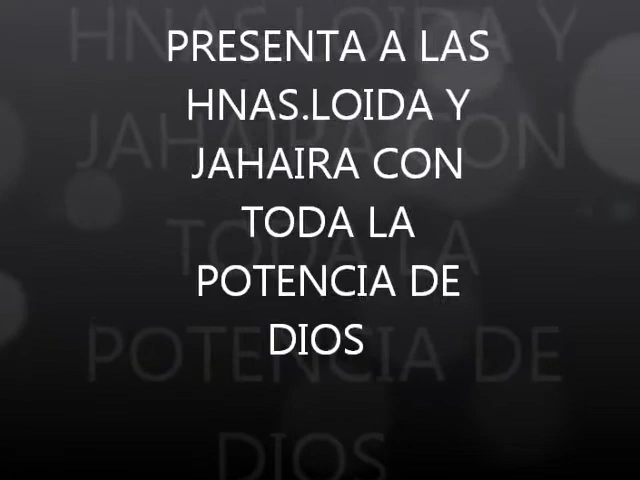 PRESENTA A LAS
HNAS.LOIDA Y
JAHAIRA CON
TODA LA
POTENCIA DE
DIOS